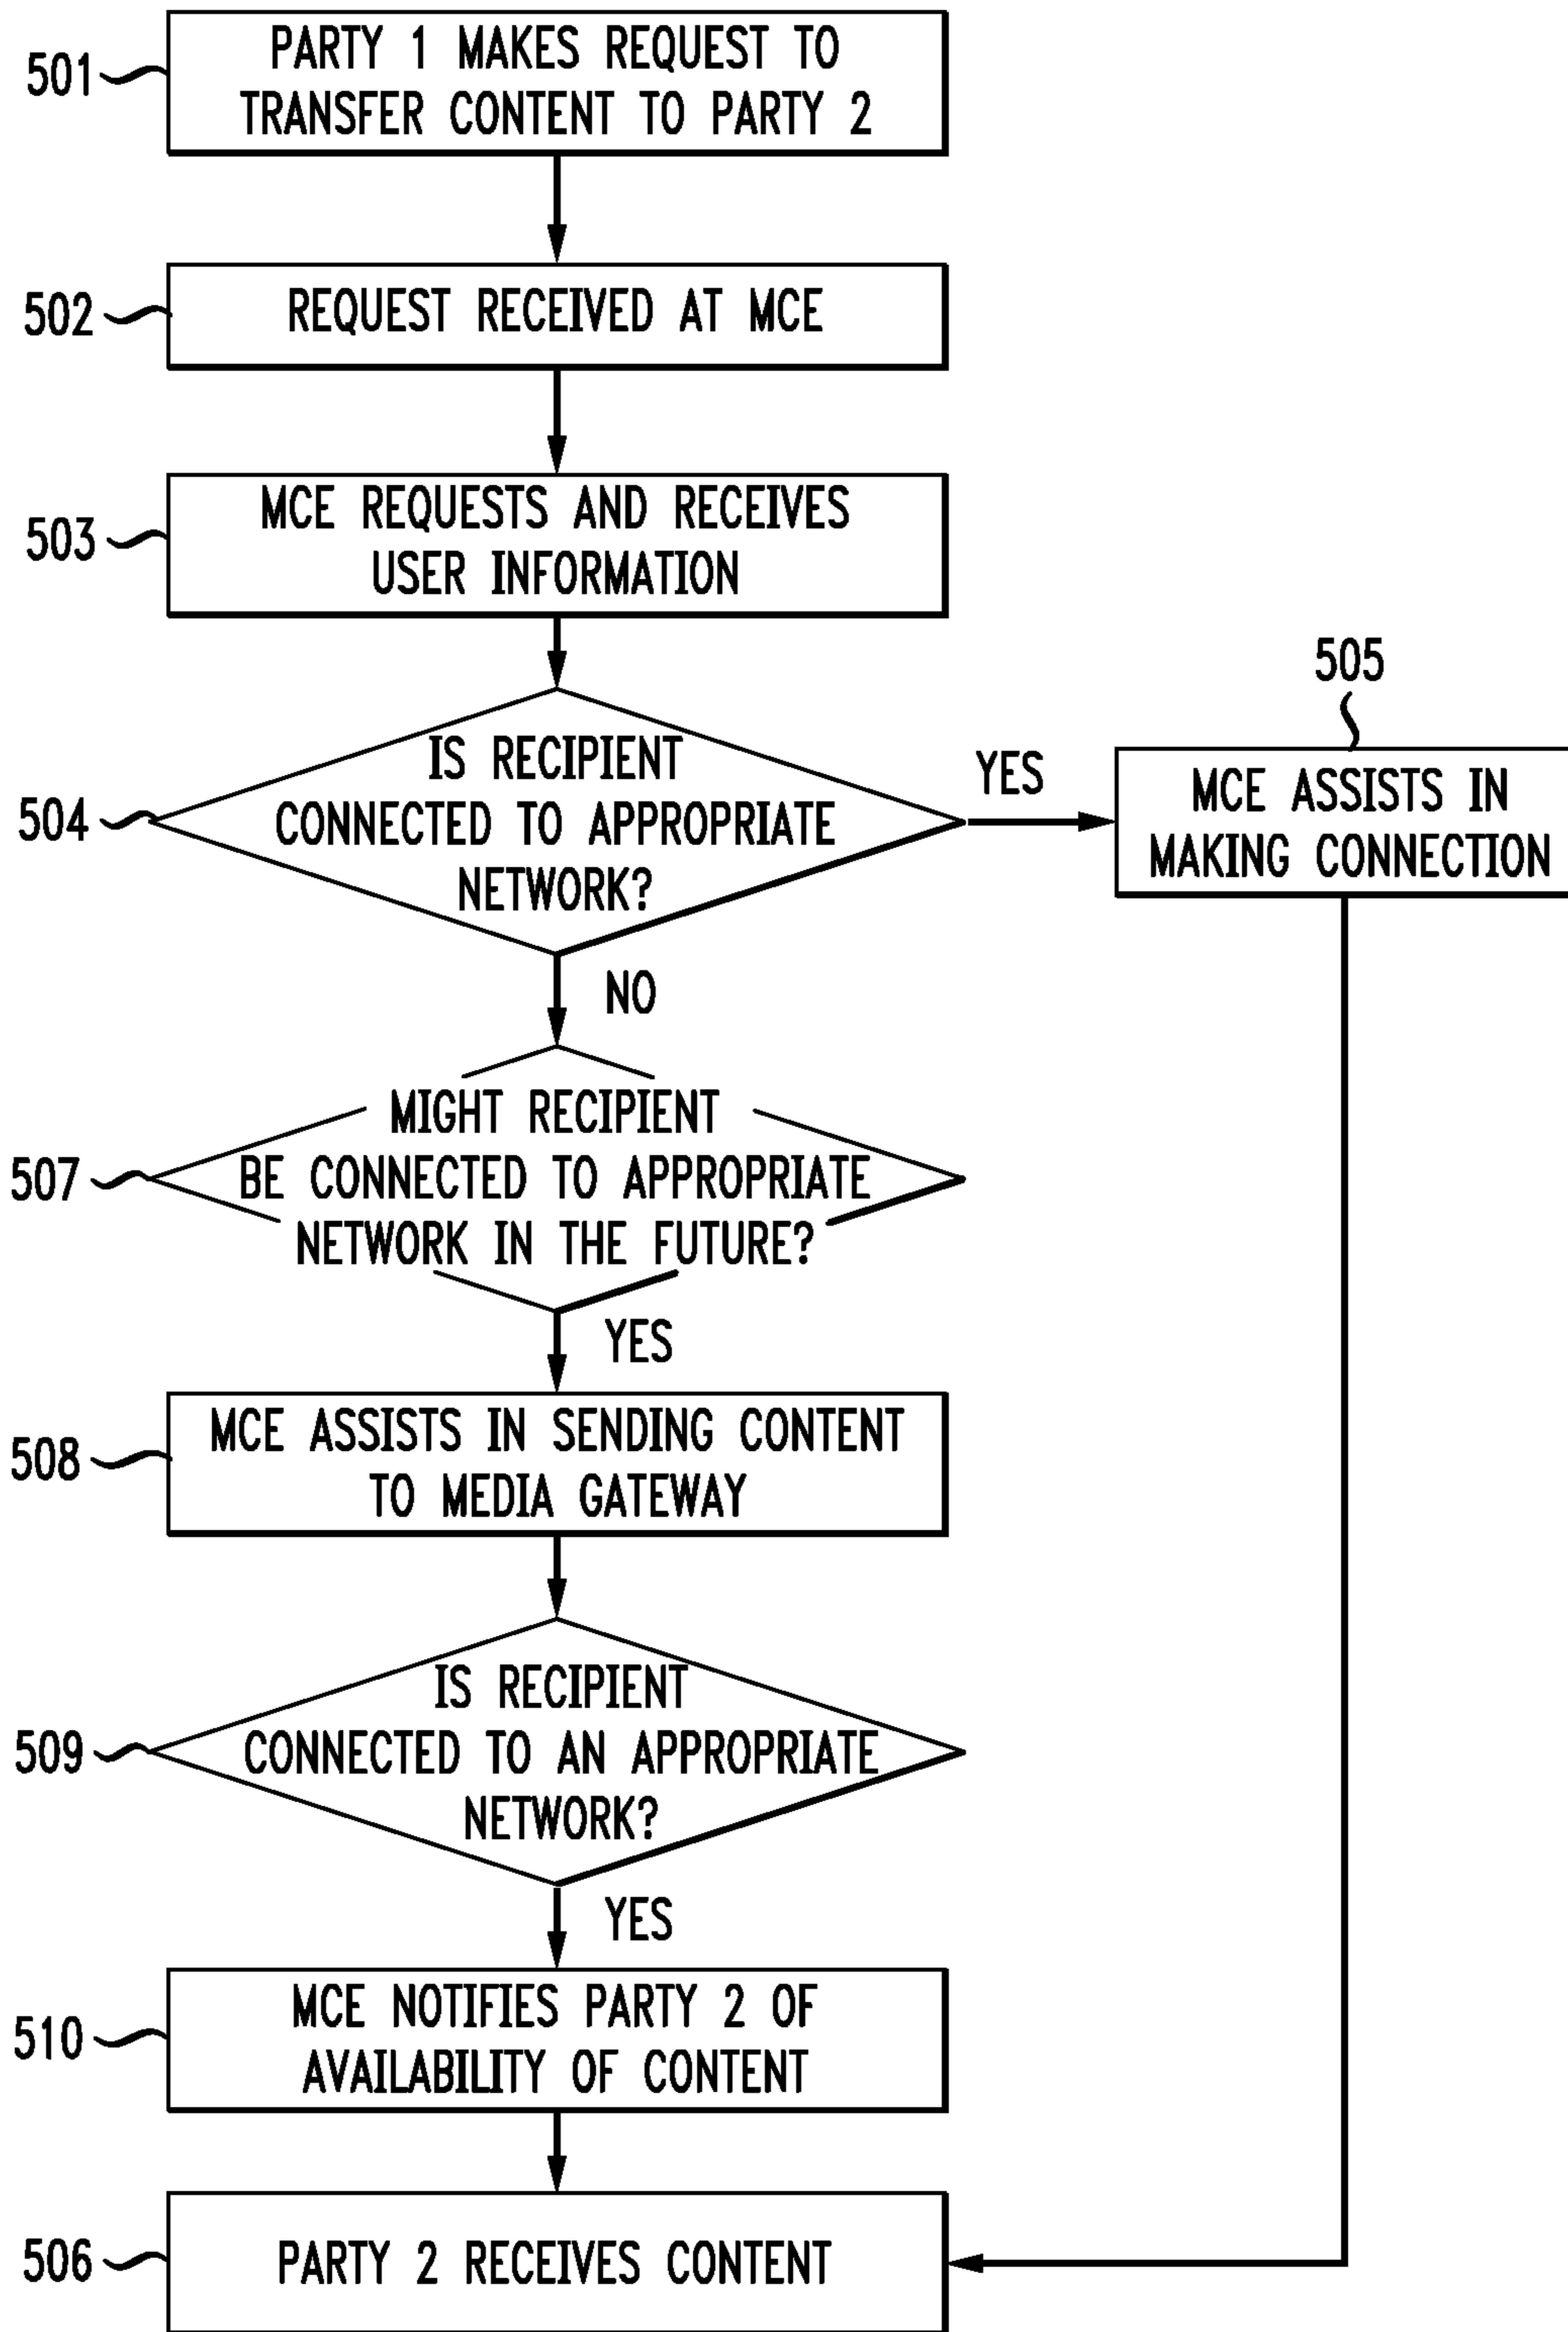 501
PARTY 1 MAKES REQUEST TO
TRANSFER CONTENT TO PARTY 2
502
REQUEST RECEIVED AT MCE
503
MCE REQUESTS AND RECEIVES
USER INFORMATION
504
IS RECIPIENT
CONNECTED TO APPROPRIATE
NETWORK?
YES
505
MCE ASSISTS IN
MAKING CONNECTION
NO
507
MIGHT RECIPIENT
BE CONNECTED TO APPROPRIATE
NETWORK IN THE FUTURE?
YES
508
MCE ASSISTS IN SENDING CONTENT
TO MEDIA GATEWAY
509
IS RECIPIENT
CONNECTED TO AN APPROPRIATE
NETWORK?
YES
510
MCE NOTIFIES PARTY 2 OF
AVAILABILITY OF CONTENT
506
PARTY 2 RECEIVES CONTENT